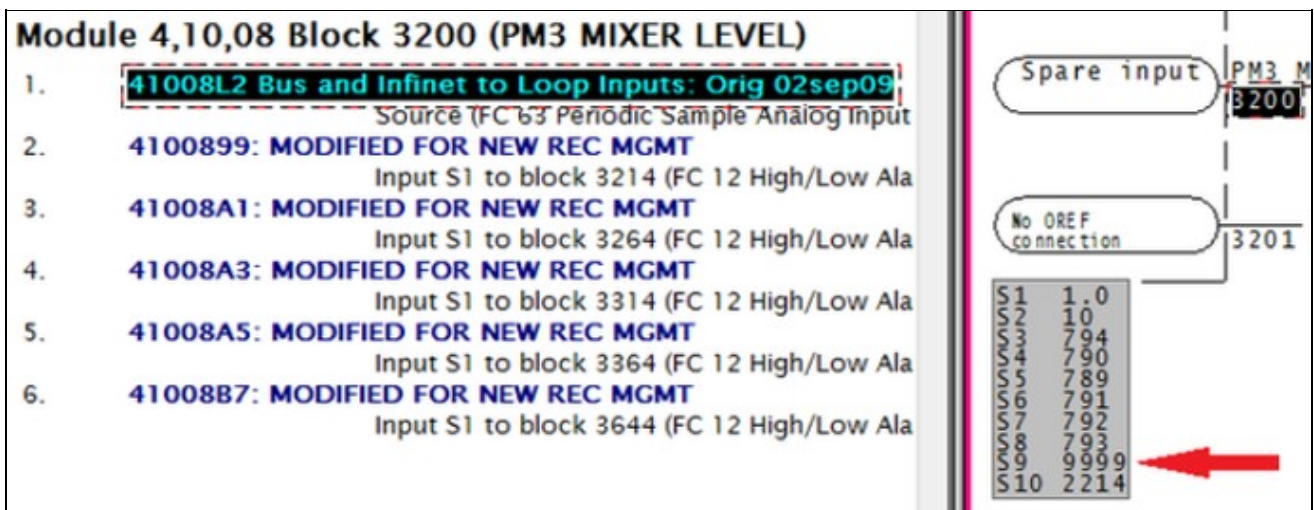 Module 4,10,08 Block 3200 (PM3 MIXER LEVEL)
1. 41008L2 Bus and Infinet to Loop Inputs: Orig 02sep09
Source (FC 63 Periodic Sample Analog Input
2. 4100899: MODIFIED FOR NEW REC MGMT
Input S1 to block 3214 (FC 12 High/Low Ala
3. 41008A1: MODIFIED FOR NEW REC MGMT
Input S1 to block 3264 (FC 12 High/Low Ala
4. 41008A3: MODIFIED FOR NEW REC MGMT
Input S1 to block 3314 (FC 12 High/Low Ala
5. 41008A5: MODIFIED FOR NEW REC MGMT
Input S1 to block 3364 (FC 12 High/Low Ala
6. 41008B7: MODIFIED FOR NEW REC MGMT
Input S1 to block 3644 (FC 12 High/Low Ala
Spare input
PM3 M
3200
No OREF
connection
3201
S1 1.0
S2 10
S3 794
S4 790
S5 789
S6 791
S7 792
S8 793
S9 9999
S10 2214